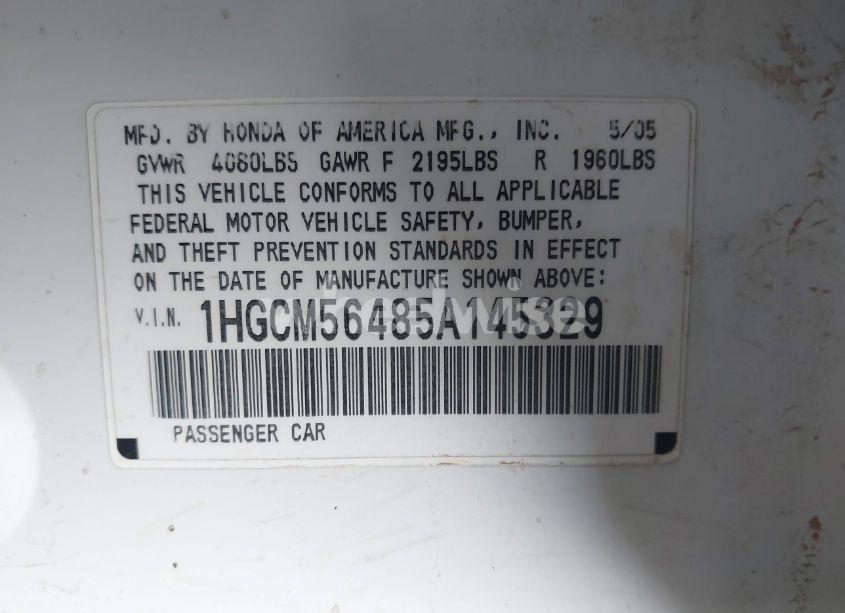 MFD. BY HONDA OF AMERICA MFG., INC. 5/05
GVWR 4080LBS GAWR F 2195LBS R 1960LBS
THIS VEHICLE CONFORMS TO ALL APPLICABLE
FEDERAL MOTOR VEHICLE SAFETY, BUMPER,
AND THEFT PREVENTION STANDARDS IN EFFECT
ON THE DATE OF MANUFACTURE SHOWN ABOVE:
V.I.N. 1HGCM56485A145329
PASSENGER CAR